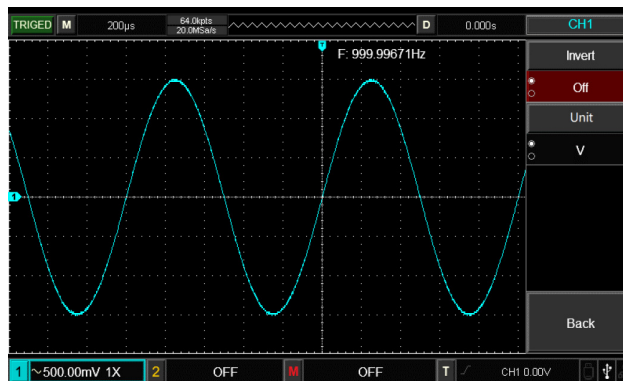 TRIGED M 200μs 64.0kpts D 0.000s CH1
20.0MSa/s
T
F: 999.99671Hz
Invert
Off
Unit
V
1
Back
1 ~500.00mV 1X 2 OFF M OFF T CH1 0.00V